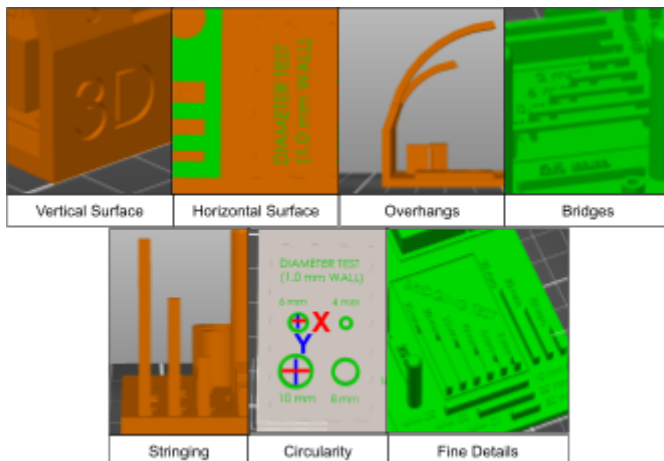 3D
Vertical Surface
DIAMETER TEST
(1.0 mm WALL)
Horizontal Surface
Overhangs
Bridges
Stringing
DIAMETER TEST
(1.0 mm WALL)
6 mm
4 mm
X
Y
10 mm
8 mm
Circularity
Fine Details